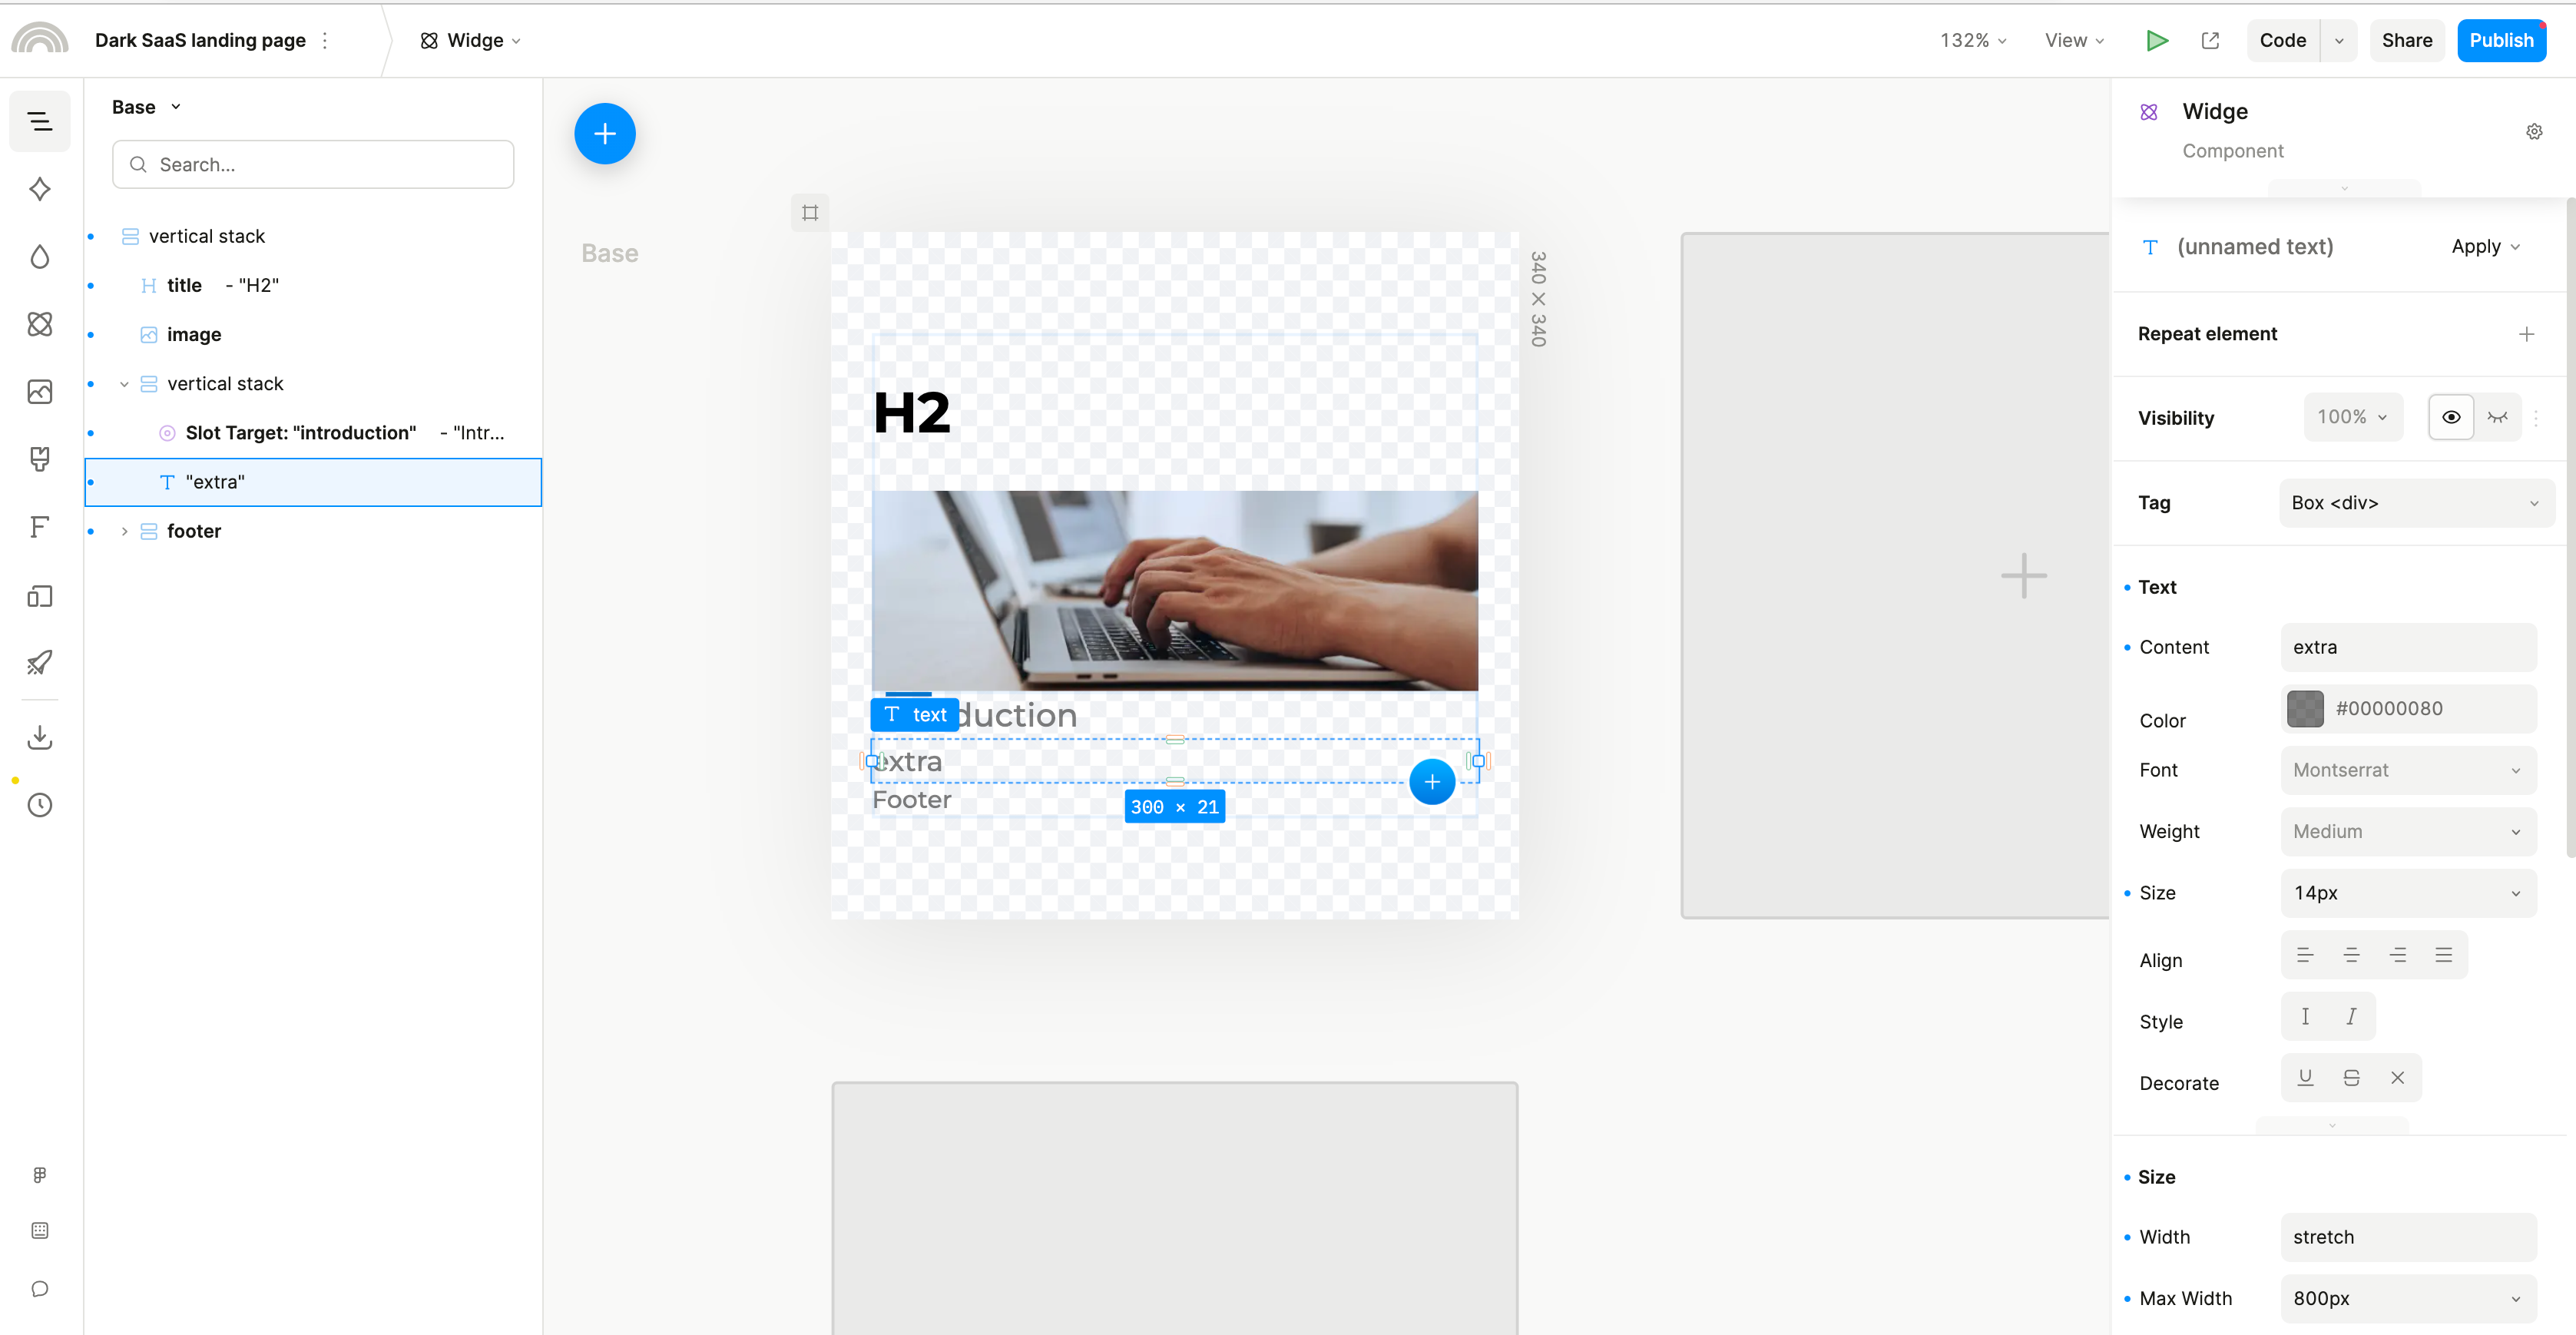 Dark SaaS landing page
Widge
132%
View
Code
Share
Publish
Base
Search...
vertical stack
title - "H2"
image
vertical stack
Slot Target: "introduction" - "Intr...
"extra"
footer
Base
340 × 340
H2
text
duction
extra
Footer
300 × 21
Widge
Component
(unnamed text)
Apply
Repeat element
Visibility
100%
Tag
Box <div>
Text
Content
extra
Color
#00000080
Font
Montserrat
Weight
Medium
Size
14px
Align
Style
Decorate
Size
Width
stretch
Max Width
800px